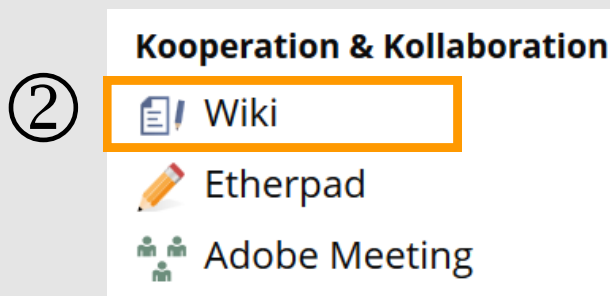 Kooperation & Kollaboration
② Wiki
Etherpad
Adobe Meeting